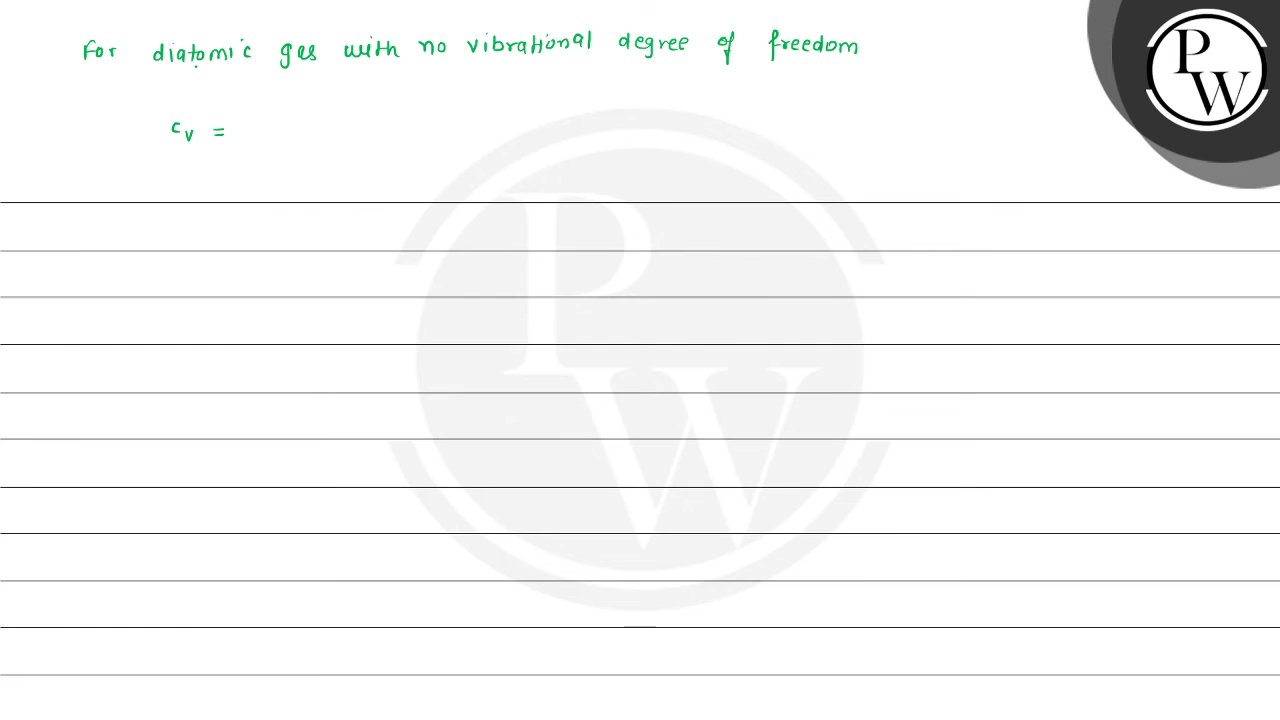 For diatomic gas with no vibrational degree of freedom
P
W
Cv =
P
W